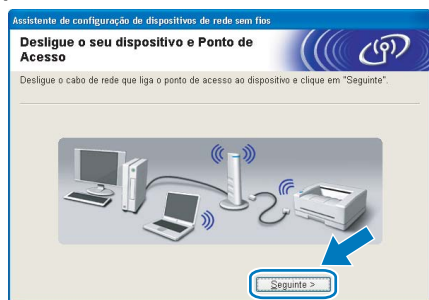 Assistente de configuração de dispositivos de rede sem fios
Desligue o seu dispositivo e Ponto de
Acesso
Desligue o cabo de rede que liga o ponto de acesso ao dispositivo e clique em "Seguinte".
Seguinte >